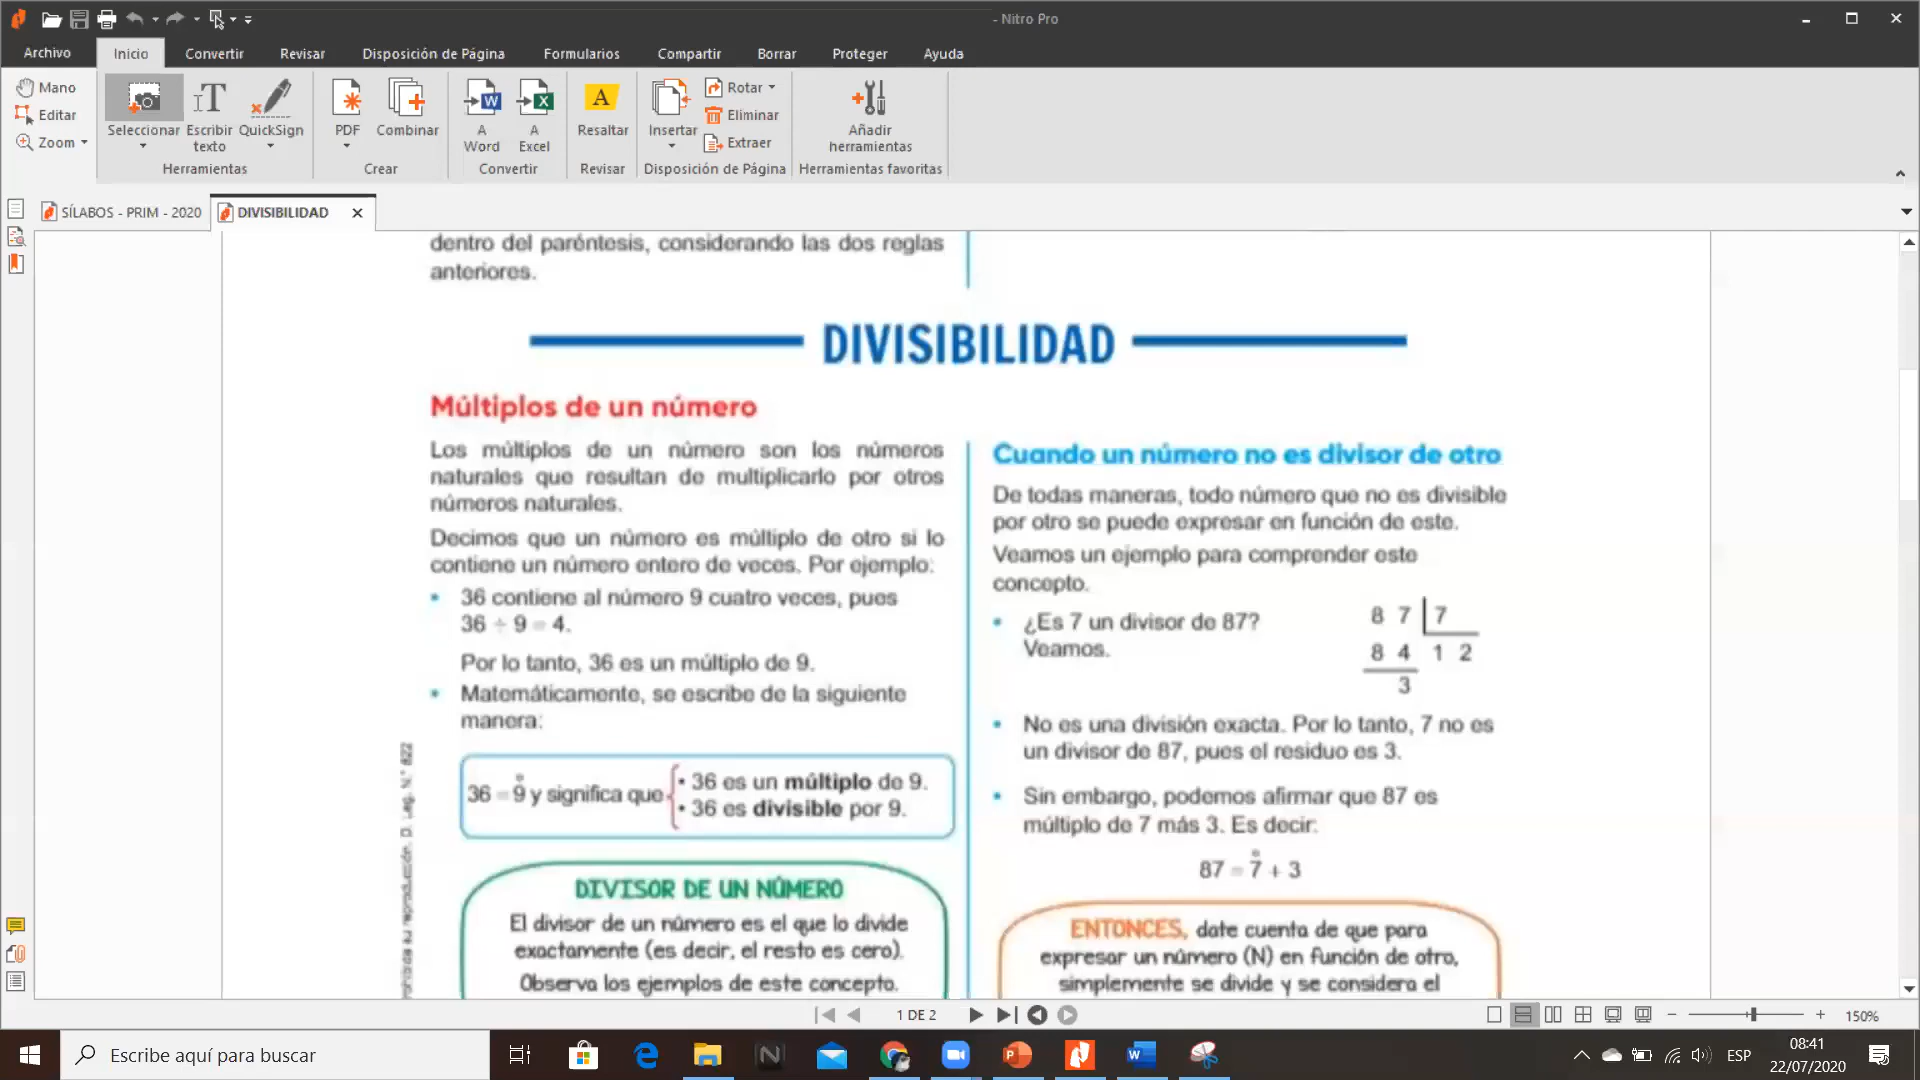 - Nitro Pro
Archivo
Inicio
Convertir
Revisar
Disposición de Página
Formularios
Compartir
Borrar
Proteger
Ayuda
Mano
Editar
Zoom
Seleccionar
Escribir texto
QuickSign
Herramientas
PDF
Combinar
Crear
A Word
A Excel
Convertir
Resaltar
Revisar
Insertar
Rotar
Eliminar
Extraer
Disposición de Página
Añadir herramientas
Herramientas favoritas
SÍLABOS - PRIM - 2020
DIVISIBILIDAD
dentro del paréntesis, considerando las dos reglas
anteriores.
DIVISIBILIDAD
Múltiplos de un número
Los múltiplos de un número son los números
naturales que resultan de multiplicarlo por otros
números naturales.
Decimos que un número es múltiplo de otro si lo
contiene un número entero de veces. Por ejemplo:
• 36 contiene al número 9 cuatro veces, pues
36 ÷ 9 = 4.
Por lo tanto, 36 es un múltiplo de 9.
• Matemáticamente, se escribe de la siguiente
manera:
36 = 9̊ y significa que
• 36 es un múltiplo de 9.
• 36 es divisible por 9.
DIVISOR DE UN NÚMERO
El divisor de un número es el que lo divide
exactamente (es decir, el resto es cero).
Observa los ejemplos de este concepto.
reproducción. D. Leg. N.° 822
Cuando un número no es divisor de otro
De todas maneras, todo número que no es divisible
por otro se puede expresar en función de este.
Veamos un ejemplo para comprender este
concepto.
• ¿Es 7 un divisor de 87?
Veamos.
8 7 7
8 4 1 2
3
• No es una división exacta. Por lo tanto, 7 no es
un divisor de 87, pues el residuo es 3.
• Sin embargo, podemos afirmar que 87 es
múltiplo de 7 más 3. Es decir:
87 = 7̊ + 3
ENTONCES, date cuenta de que para
expresar un número (N) en función de otro,
simplemente se divide y se considera el
1 DE 2
150%
Escribe aquí para buscar
ESP
08:41
22/07/2020